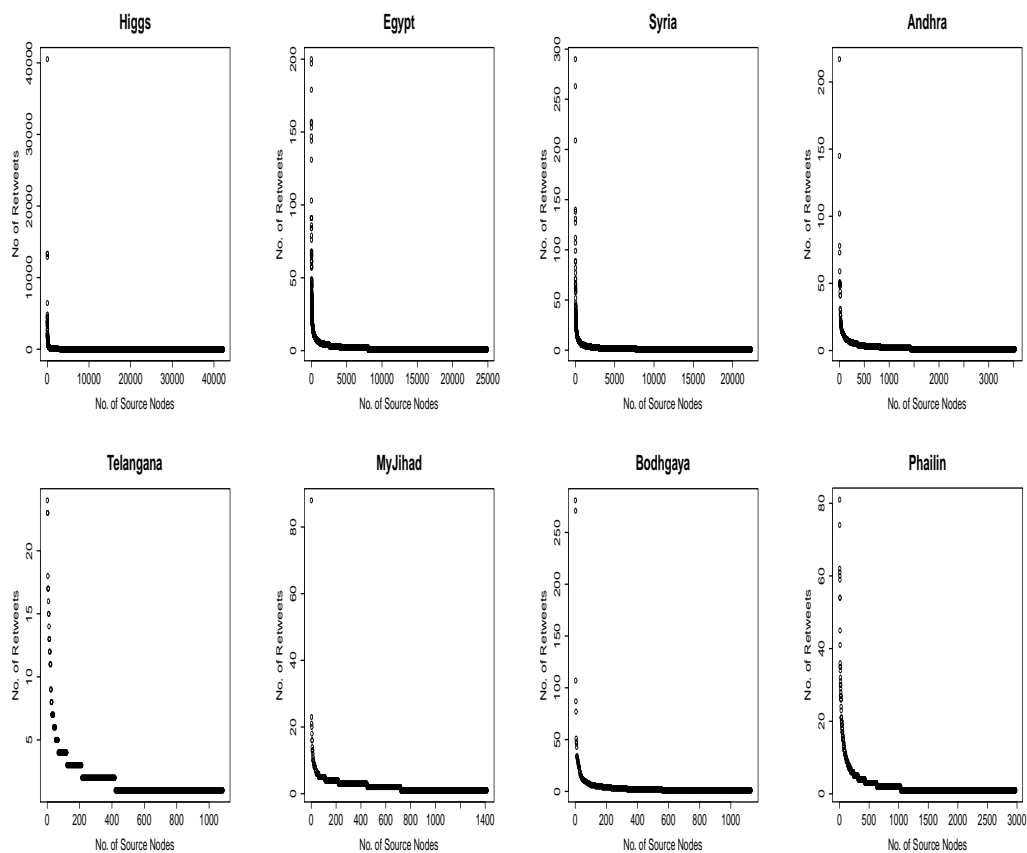 Higgs
No of Retweets
40000
30000
20000
10000
0
0 10000 20000 30000 40000
No. of Source Nodes
Egypt
No. of Retweets
200
150
100
50
0
0 5000 10000 15000 20000 25000
No. of Source Nodes
Syria
No. of Retweets
300
250
200
150
100
50
0
0 5000 10000 15000 20000
No. of Source Nodes
Andhra
No. of Retweets
200
150
100
50
0
0 1000 2000 3000
No. of Source Nodes
Telangana
No. of Retweets
20
15
10
5
0 200 400 600 800 1000
No. of Source Nodes
MyJihad
No. of Retweets
80
60
40
20
0
0 200 400 600 800 1000 1400
No. of Source Nodes
Bodhgaya
No. of Retweets
250
200
150
100
50
0
0 200 400 600 800 1000
No. of Source Nodes
Phailin
No. of Retweets
80
60
40
20
0
0 500 1000 1500 2000 2500 3000
No. of Source Nodes